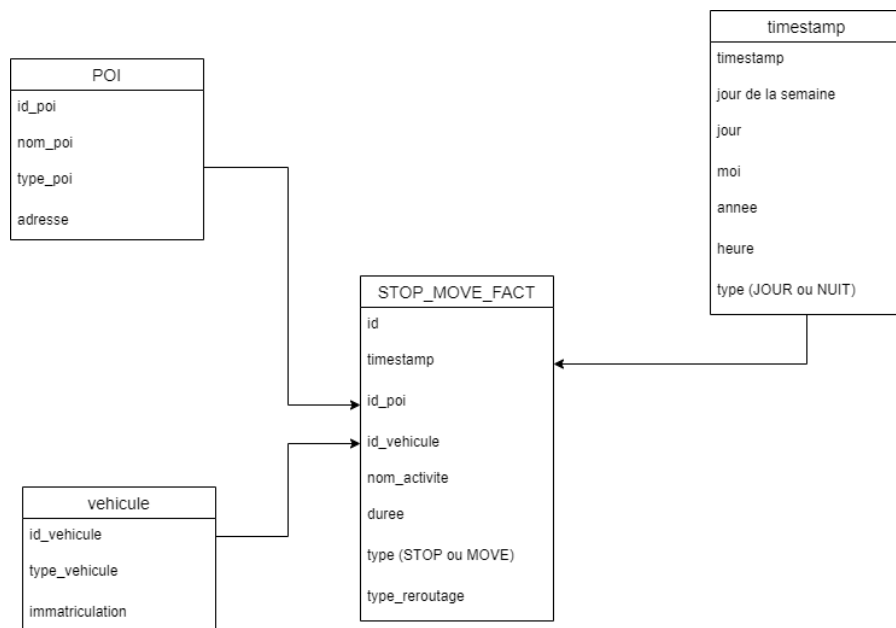 POI
id_poi
nom_poi
type_poi
adresse
timestamp
timestamp
jour de la semaine
jour
moi
annee
heure
type (JOUR ou NUIT)
STOP_MOVE_FACT
id
timestamp
id_poi
id_vehicule
nom_activite
duree
type (STOP ou MOVE)
type_reroutage
vehicule
id_vehicule
type_vehicule
immatriculation